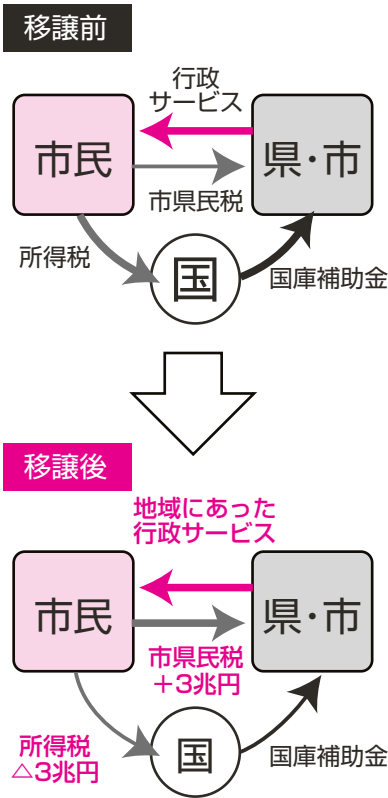 移譲前
行政
サービス
市民
県・市
市県民税
所得税
国
国庫補助金
移譲後
地域にあった
行政サービス
市民
県・市
市県民税
+3兆円
所得税
△3兆円
国
国庫補助金